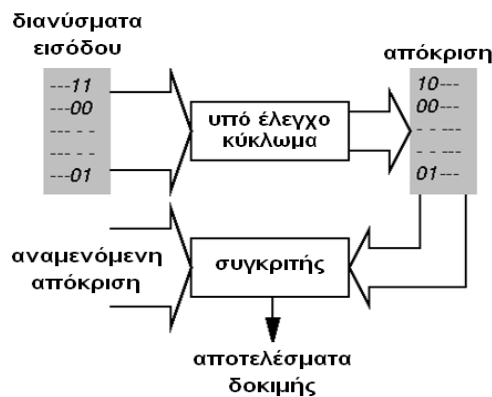 διανύσματα
εισόδου
---11
---00
--- - -
--- - -
---01
υπό έλεγχο
κύκλωμα
απόκριση
10---
00---
- - ---
- - ---
01---
αναμενόμενη
απόκριση
συγκριτής
αποτελέσματα
δοκιμής